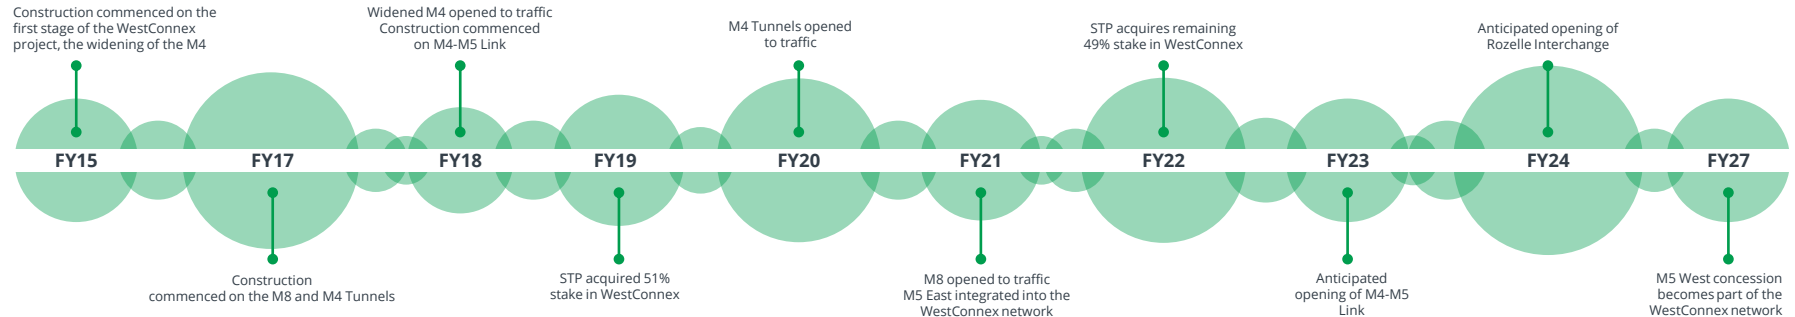 Construction commenced on the
first stage of the WestConnex
project, the widening of the M4
Widened M4 opened to traffic
Construction commenced
on M4-M5 Link
M4 Tunnels opened
to traffic
STP acquires remaining
49% stake in WestConnex
Anticipated opening of
Rozelle Interchange
FY15
FY17
FY18
FY19
FY20
FY21
FY22
FY23
FY24
FY27
Construction
commenced on the M8 and M4 Tunnels
STP acquired 51%
stake in WestConnex
M8 opened to traffic
M5 East integrated into the
WestConnex network
Anticipated
opening of M4-M5
Link
M5 West concession
becomes part of the
WestConnex network